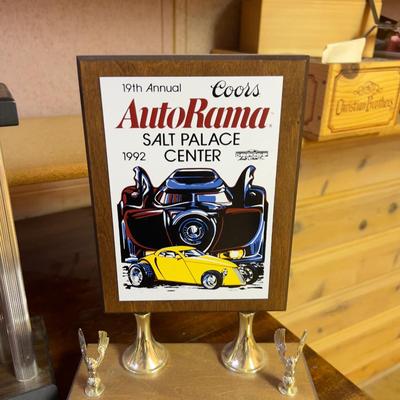 19th Annual Coors
AutoRama
SALT PALACE
1992 CENTER
Christian Brothers